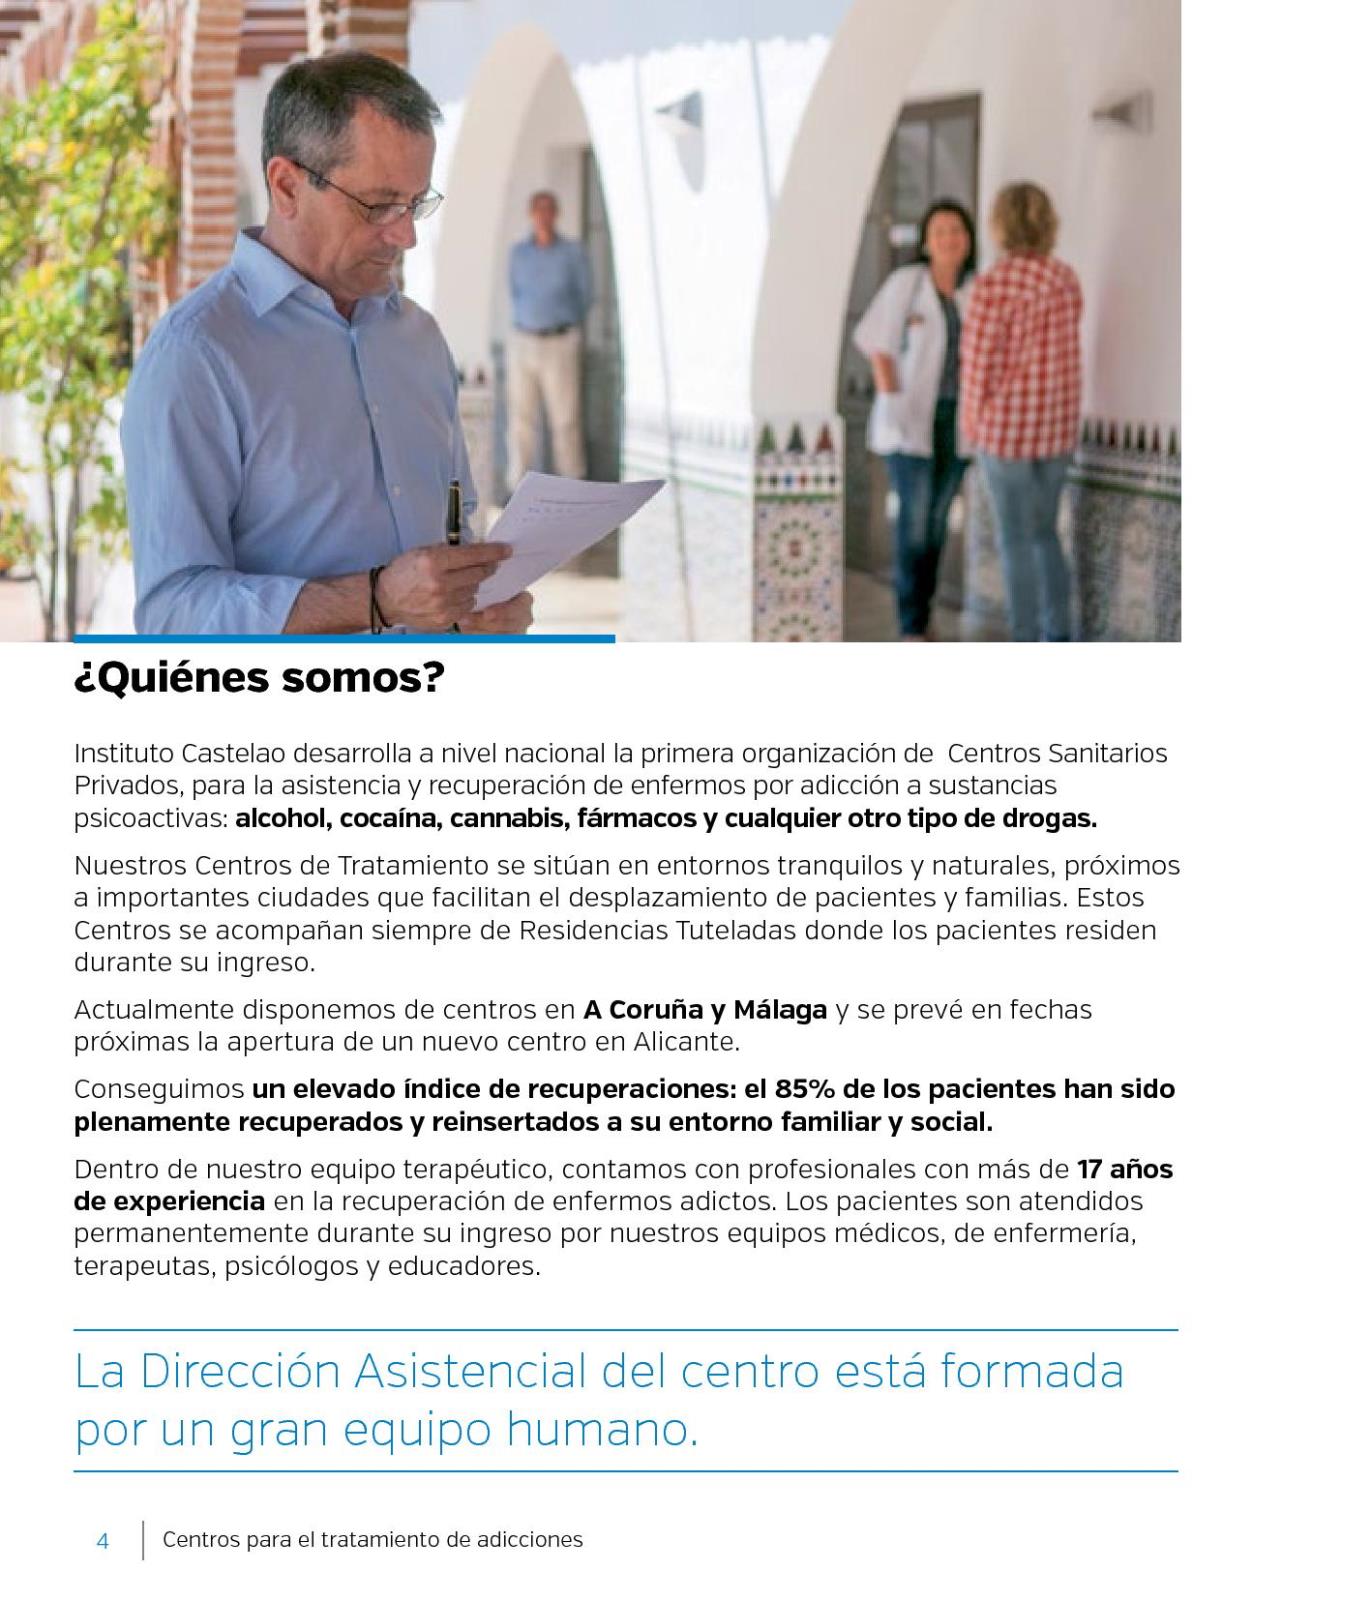 ¿Quiénes somos?
Instituto Castelao desarrolla a nivel nacional la primera organización de Centros Sanitarios
Privados, para la asistencia y recuperación de enfermos por adicción a sustancias
psicoactivas: alcohol, cocaína, cannabis, fármacos y cualquier otro tipo de drogas.
Nuestros Centros de Tratamiento se sitúan en entornos tranquilos y naturales, próximos
a importantes ciudades que facilitan el desplazamiento de pacientes y familias. Estos
Centros se acompañan siempre de Residencias Tuteladas donde los pacientes residen
durante su ingreso.
Actualmente disponemos de centros en A Coruña y Málaga y se prevé en fechas
próximas la apertura de un nuevo centro en Alicante.
Conseguimos un elevado índice de recuperaciones: el 85% de los pacientes han sido
plenamente recuperados y reinsertados a su entorno familiar y social.
Dentro de nuestro equipo terapéutico, contamos con profesionales con más de 17 años
de experiencia en la recuperación de enfermos adictos. Los pacientes son atendidos
permanentemente durante su ingreso por nuestros equipos médicos, de enfermería,
terapeutas, psicólogos y educadores.
La Dirección Asistencial del centro está formada
por un gran equipo humano.
4 Centros para el tratamiento de adicciones